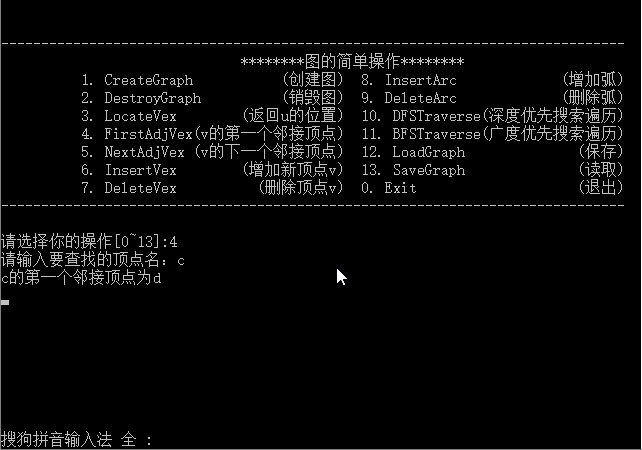 --------------------------------------------------------------------------------
********图的简单操作********
1. CreateGraph (创建图) 8. InsertArc (增加弧)
2. DestroyGraph (销毁图) 9. DeleteArc (删除弧)
3. LocateVex (返回u的位置) 10. DFSTraverse(深度优先搜索遍历)
4. FirstAdjVex(v的第一个邻接顶点) 11. BFSTraverse(广度优先搜索遍历)
5. NextAdjVex (v的下一个邻接顶点) 12. LoadGraph (保存)
6. InsertVex (增加新顶点v) 13. SaveGraph (读取)
7. DeleteVex (删除顶点v) 0. Exit (退出)
--------------------------------------------------------------------------------
请选择你的操作[0~13]:4
请输入要查找的顶点名：c
c的第一个邻接顶点为d
搜狗拼音输入法 全 :